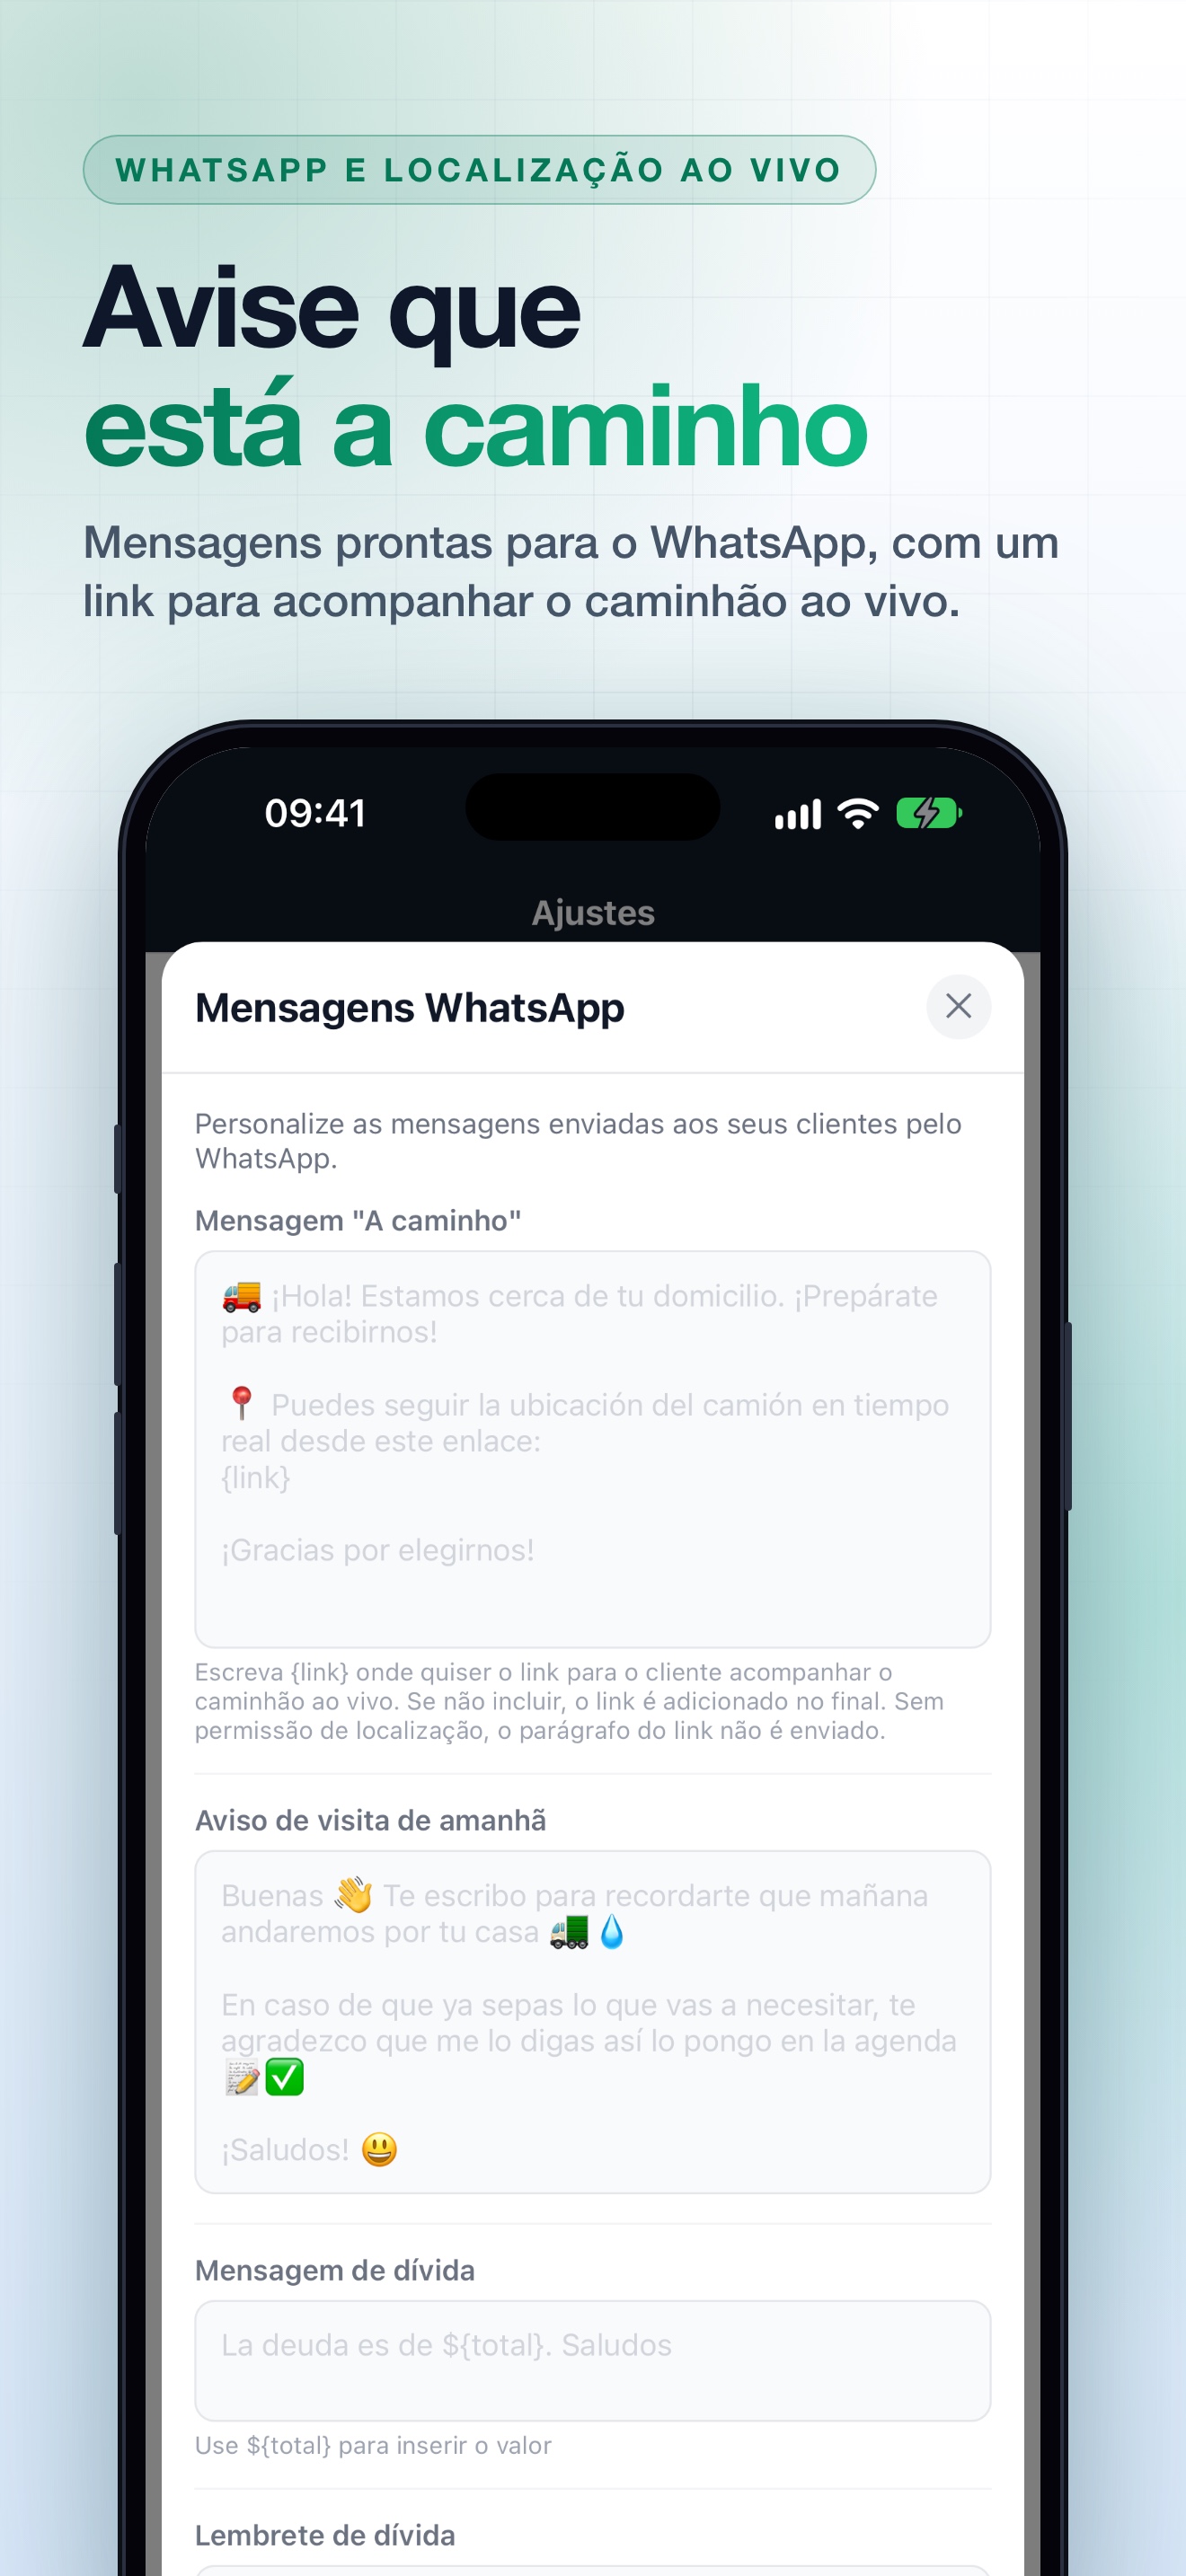 WHATSAPP E LOCALIZAÇÃO AO VIVO
Avise que
está a caminho
Mensagens prontas para o WhatsApp, com um
link para acompanhar o caminhão ao vivo.
09:41
Ajustes
Mensagens WhatsApp
Personalize as mensagens enviadas aos seus clientes pelo
WhatsApp.
Mensagem "A caminho"
🚚 ¡Hola! Estamos cerca de tu domicilio. ¡Prepárate
para recibirnos!
📍 Puedes seguir la ubicación del camión en tiempo
real desde este enlace:
{link}
¡Gracias por elegirnos!
Escreva {link} onde quiser o link para o cliente acompanhar o
caminhão ao vivo. Se não incluir, o link é adicionado no final. Sem
permissão de localização, o parágrafo do link não é enviado.
Aviso de visita de amanhã
Buenas 👋 Te escribo para recordarte que mañana
andaremos por tu casa 🚛💧
En caso de que ya sepas lo que vas a necesitar, te
agradezco que me lo digas así lo pongo en la agenda
📝✅
¡Saludos! 😃
Mensagem de dívida
La deuda es de ${total}. Saludos
Use ${total} para inserir o valor
Lembrete de dívida